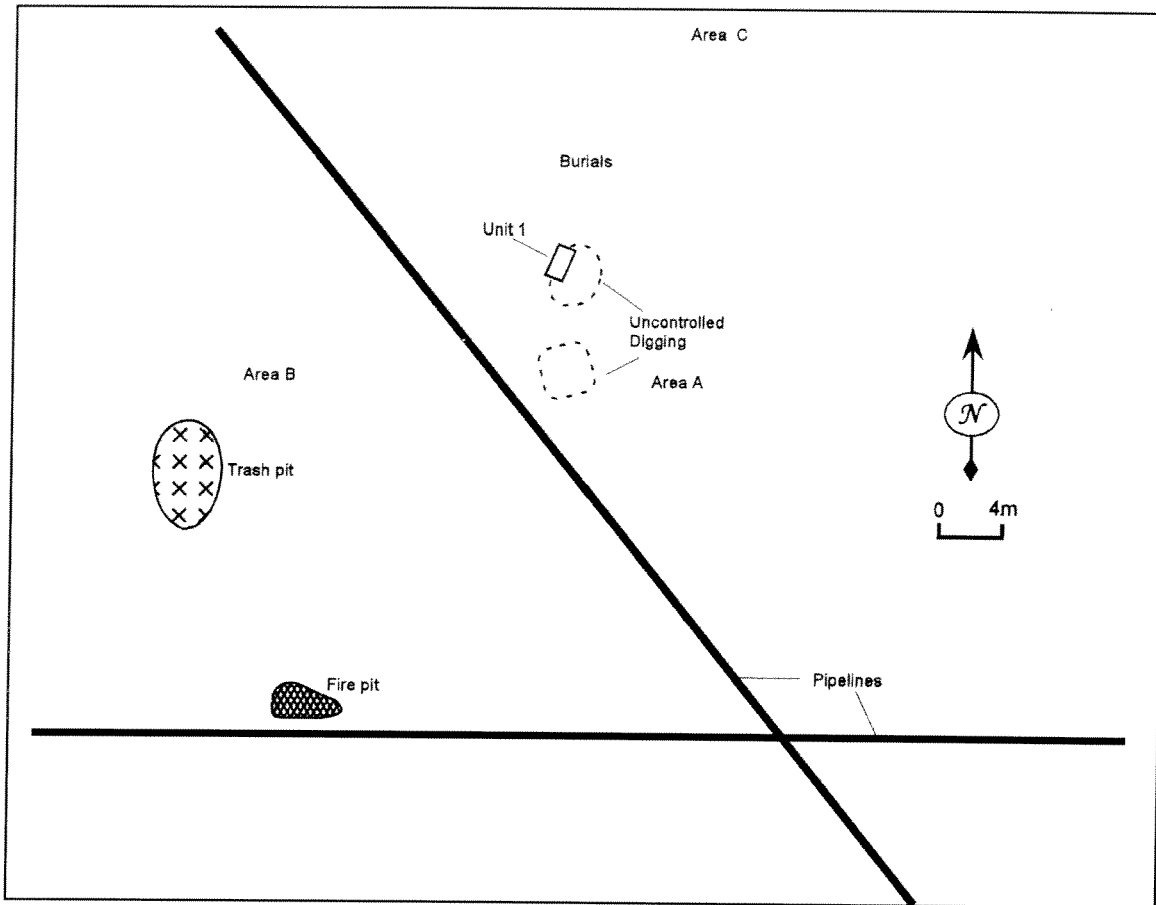 Area C
Burials
Unit 1
Uncontrolled
Digging
Area B
Area A
N
Trash pit
0 4m
Fire pit
Pipelines